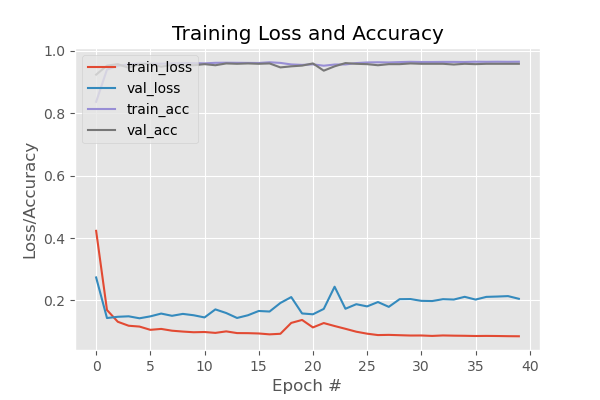 Training Loss and Accuracy
1.0
0.8
0.6
0.4
0.2
Loss/Accuracy
train_loss
val_loss
train_acc
val_acc
0 5 10 15 20 25 30 35 40
Epoch #